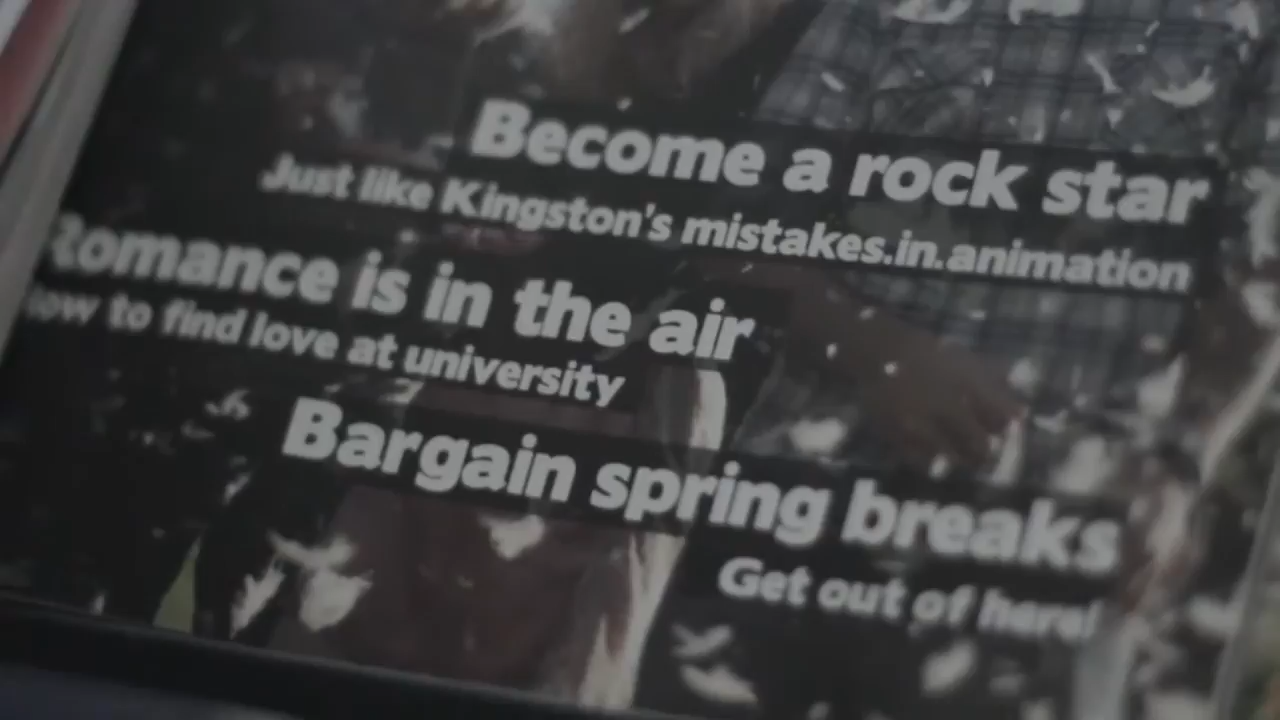 Become a rock star
Just like Kingston's mistakes.in.animation
Romance is in the air
How to find love at university
Bargain spring breaks
Get out of here!